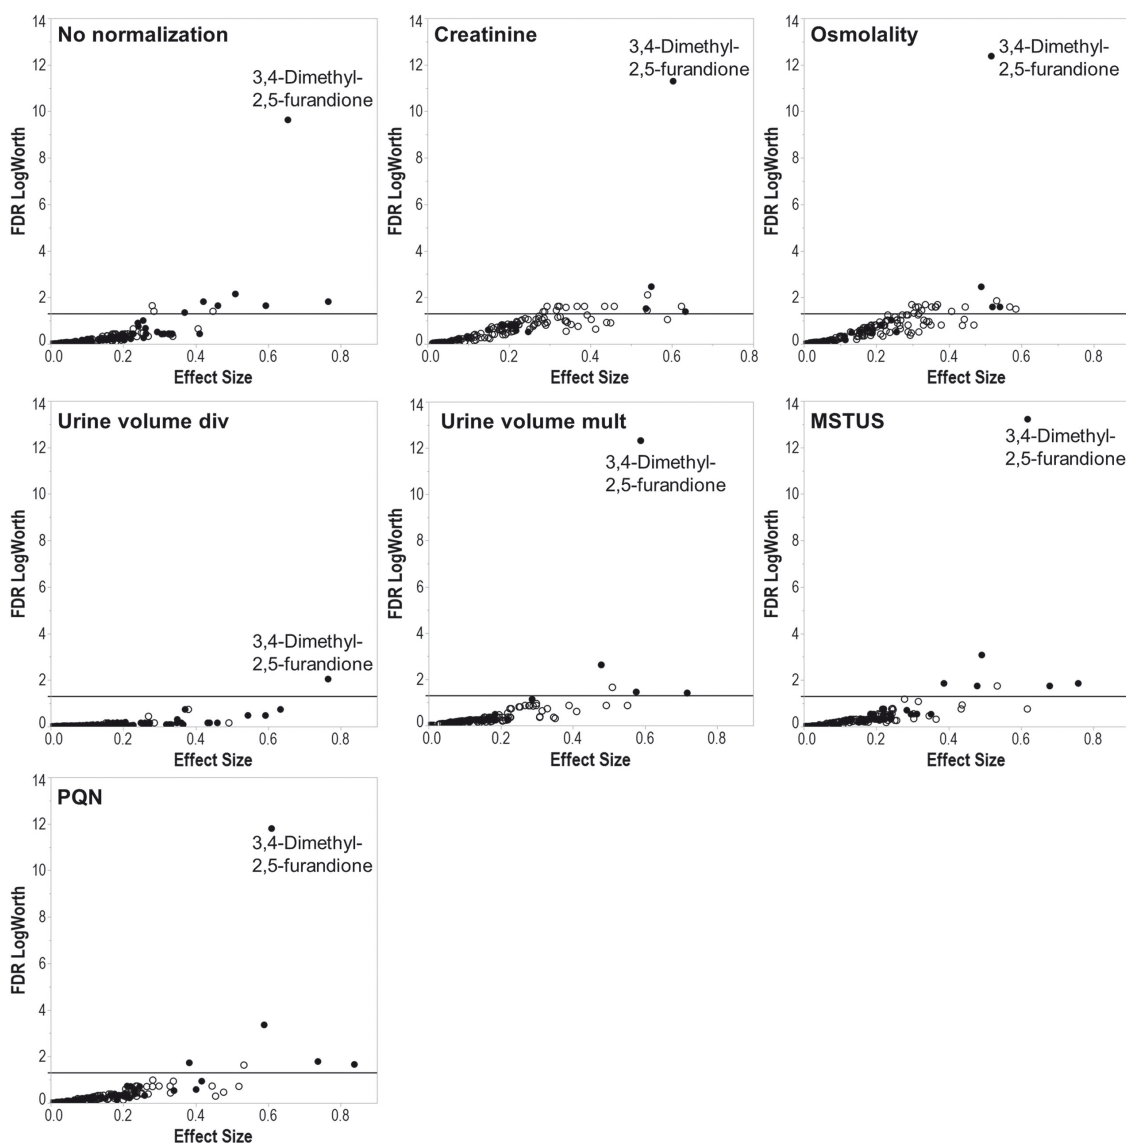 No normalization
3,4-Dimethyl-
2,5-furandione
FDR LogWorth
14
12
10
8
6
4
2
0
0.0 0.2 0.4 0.6 0.8
Effect Size
Creatinine
3,4-Dimethyl-
2,5-furandione
FDR LogWorth
14
12
10
8
6
4
2
0
0.0 0.2 0.4 0.6 0.8
Effect Size
Osmolality
3,4-Dimethyl-
2,5-furandione
FDR LogWorth
14
12
10
8
6
4
2
0
0.0 0.2 0.4 0.6 0.8
Effect Size
Urine volume div
3,4-Dimethyl-
2,5-furandione
FDR LogWorth
14
12
10
8
6
4
2
0
0.0 0.2 0.4 0.6 0.8
Effect Size
Urine volume mult
3,4-Dimethyl-
2,5-furandione
FDR LogWorth
14
12
10
8
6
4
2
0
0.0 0.2 0.4 0.6 0.8
Effect Size
MSTUS
3,4-Dimethyl-
2,5-furandione
FDR LogWorth
14
12
10
8
6
4
2
0
0.0 0.2 0.4 0.6 0.8
Effect Size
PQN
3,4-Dimethyl-
2,5-furandione
FDR LogWorth
14
12
10
8
6
4
2
0
0.0 0.2 0.4 0.6 0.8
Effect Size